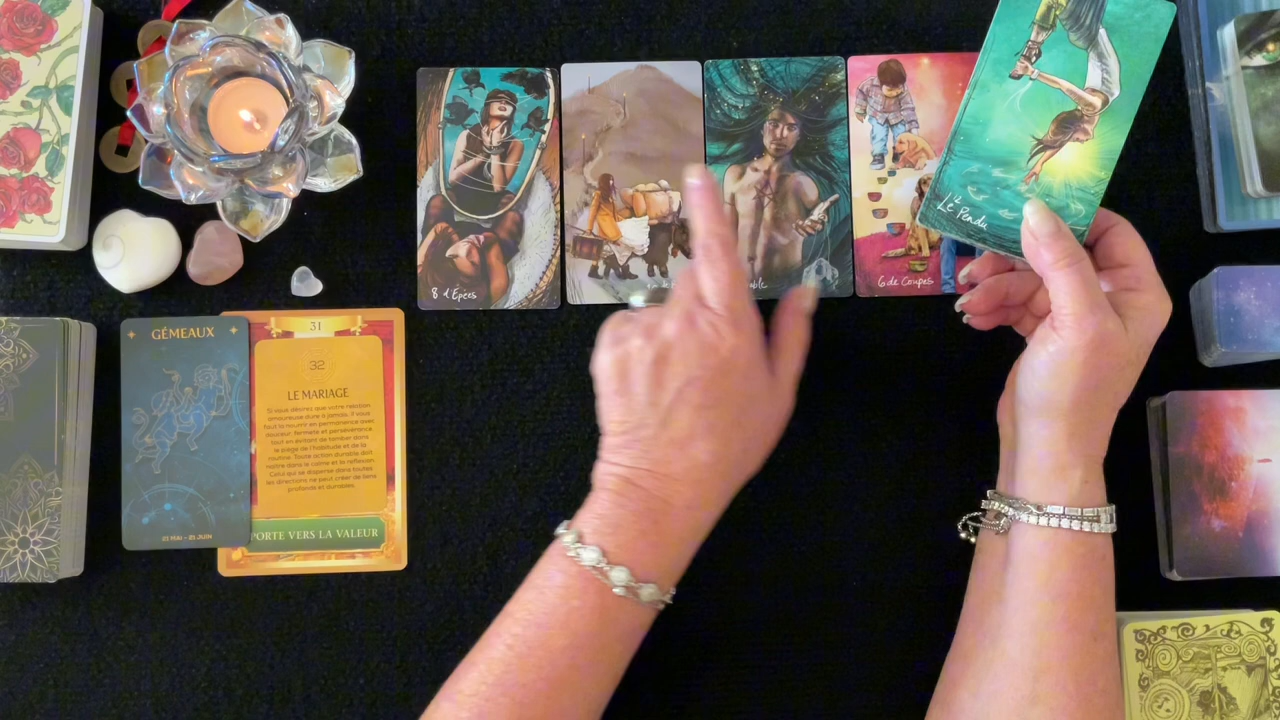 8 d'Épées
6 de Coupes
Le Pendu
GÉMEAUX
21 MAI - 21 JUIN
31
32
LE MARIAGE
Si vous désirez que votre relation
amoureuse dure à jamais, il vous
faut la nourrir en permanence avec
douceur, fermeté et persévérance
tout en évitant de tomber dans
le piège de l'habitude et de la
routine. Toute action durable doit
naître dans le calme et la réflexion.
Celui qui se disperse dans toutes
les directions ne peut créer de liens
profonds et durables.
PORTE VERS LA VALEUR